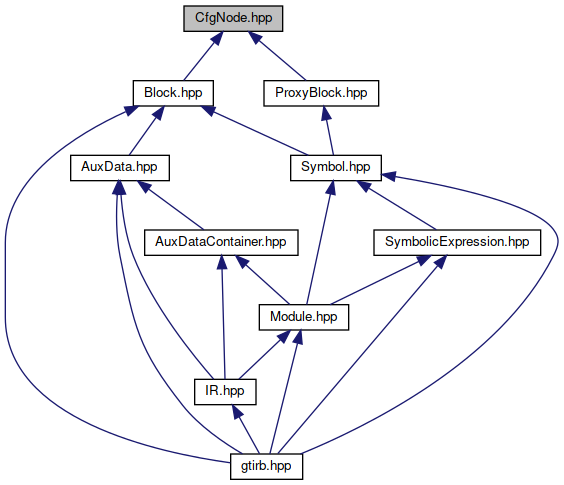 CfgNode.hpp
Block.hpp
ProxyBlock.hpp
AuxData.hpp
Symbol.hpp
AuxDataContainer.hpp
SymbolicExpression.hpp
Module.hpp
IR.hpp
gtirb.hpp